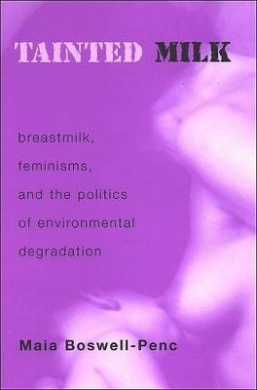 TAINTED MILK
breastmilk,
feminisms,
and the politics
of environmental
degradation
Maia Boswell-Penc